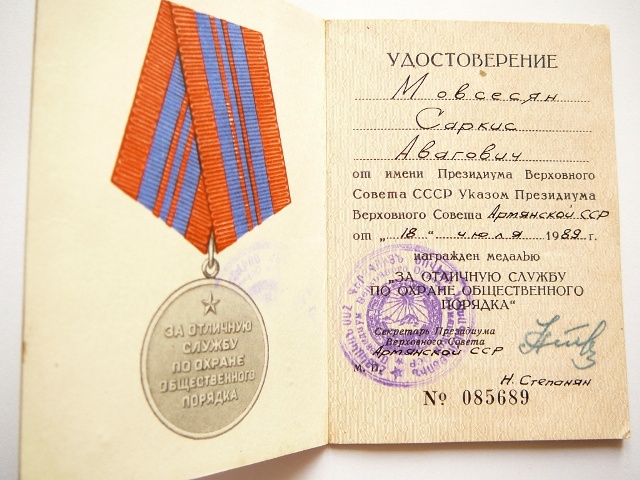 ЗА ОТЛИЧНУЮ
СЛУЖБУ
ПО ОХРАНЕ
ОБЩЕСТВЕННОГО
ПОРЯДКА
УДОСТОВЕРЕНИЕ
Мовсесян
Саркис
Авагович
от имени Президиума Верховного
Совета СССР Указом Президиума
Верховного Совета Армянской ССР
от „18“ июля 1989 г.
награжден медалью
„ЗА ОТЛИЧНУЮ СЛУЖБУ
ПО ОХРАНЕ ОБЩЕСТВЕННОГО
ПОРЯДКА“
Секретарь Президиума
Верховного Совета
Армянской ССР
М. П.
Н. Степанян
№ 085689